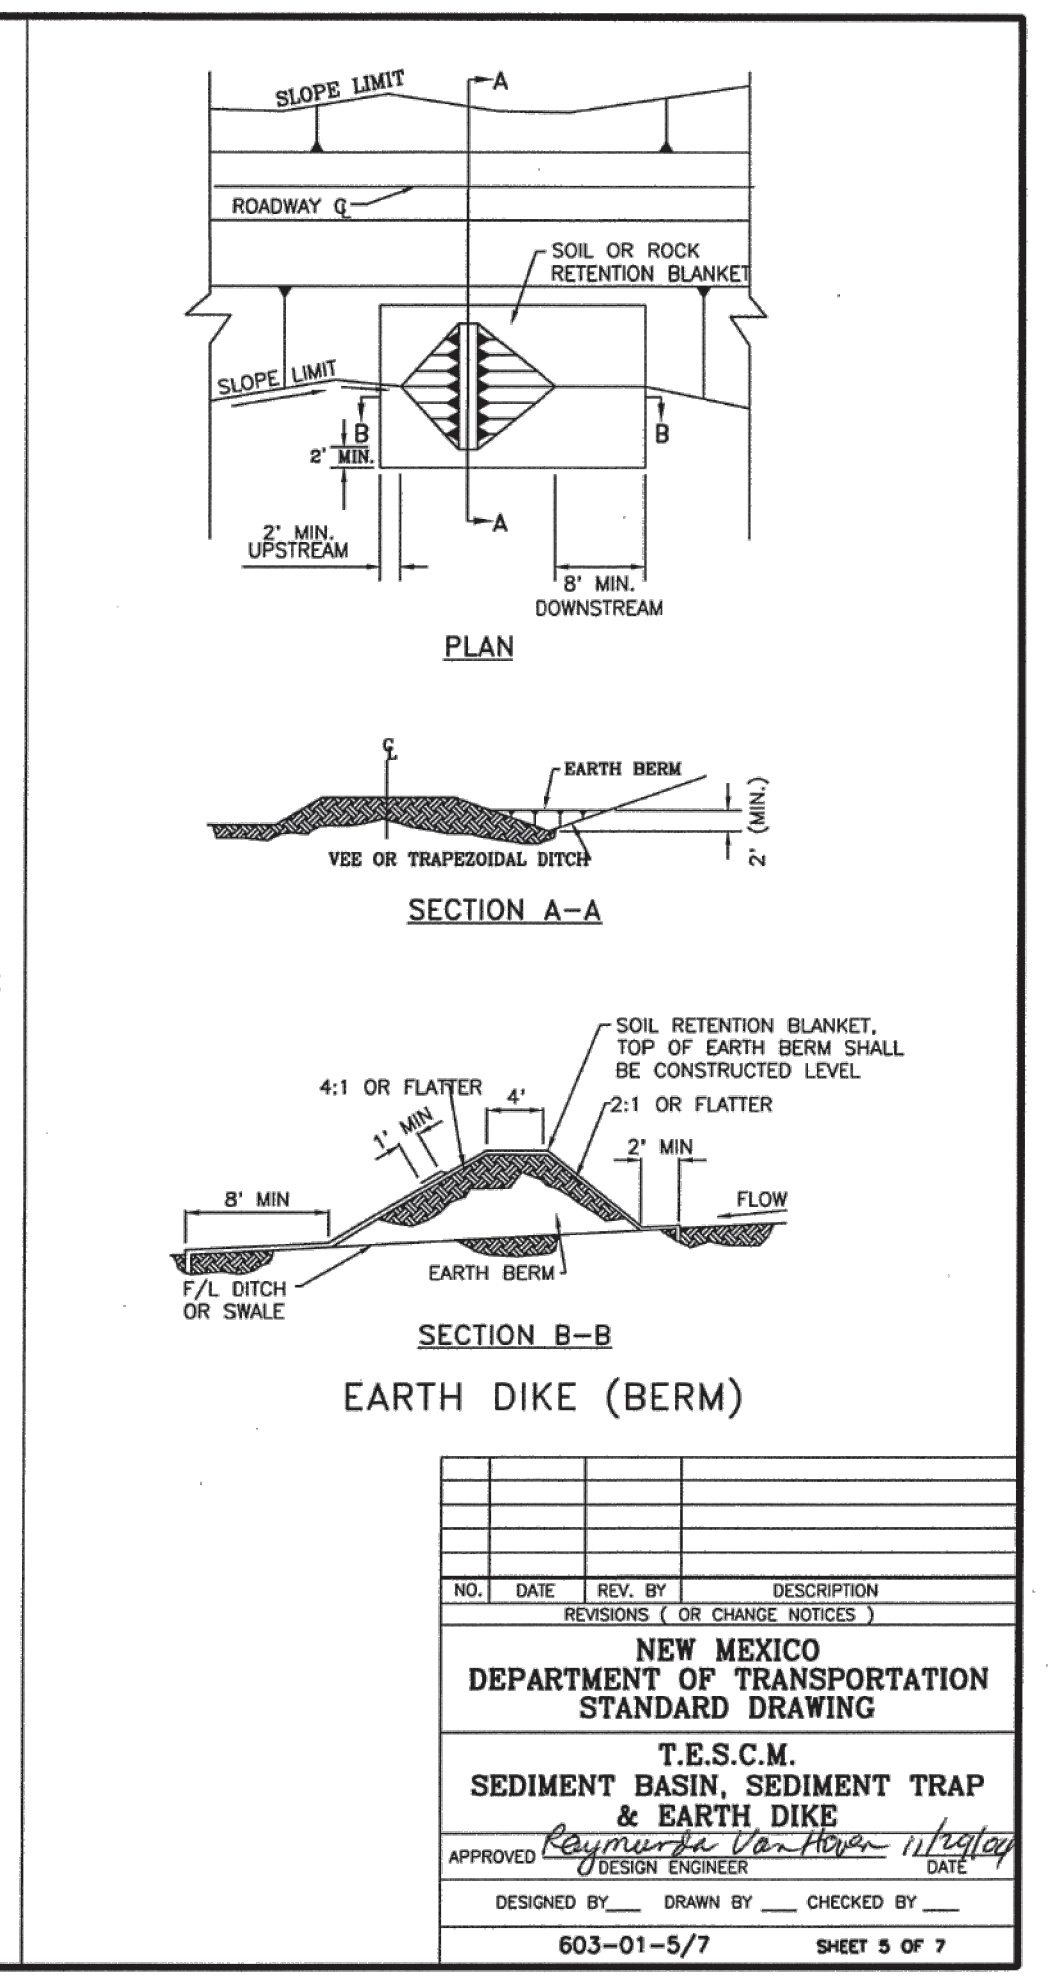 SLOPE LIMIT
A
ROADWAY ℄
SOIL OR ROCK
RETENTION BLANKET
SLOPE LIMIT
B
B
2' MIN.
A
2' MIN.
UPSTREAM
8' MIN.
DOWNSTREAM
PLAN
℄
EARTH BERM
2' (MIN.)
VEE OR TRAPEZOIDAL DITCH
SECTION A-A
SOIL RETENTION BLANKET,
TOP OF EARTH BERM SHALL
BE CONSTRUCTED LEVEL
4:1 OR FLATTER
4'
2:1 OR FLATTER
1' MIN
2' MIN
8' MIN
FLOW
EARTH BERM
F/L DITCH
OR SWALE
SECTION B-B
EARTH DIKE (BERM)
NO. DATE REV. BY DESCRIPTION
REVISIONS ( OR CHANGE NOTICES )
NEW MEXICO
DEPARTMENT OF TRANSPORTATION
STANDARD DRAWING
T.E.S.C.M.
SEDIMENT BASIN, SEDIMENT TRAP
& EARTH DIKE
APPROVED 11/29/04
DESIGN ENGINEER DATE
DESIGNED BY___ DRAWN BY ___ CHECKED BY ___
603-01-5/7 SHEET 5 OF 7